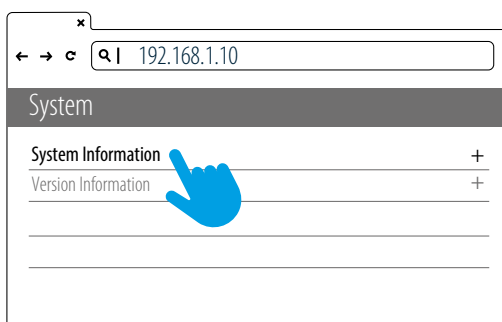 192.168.1.10
System
System Information +
Version Information +